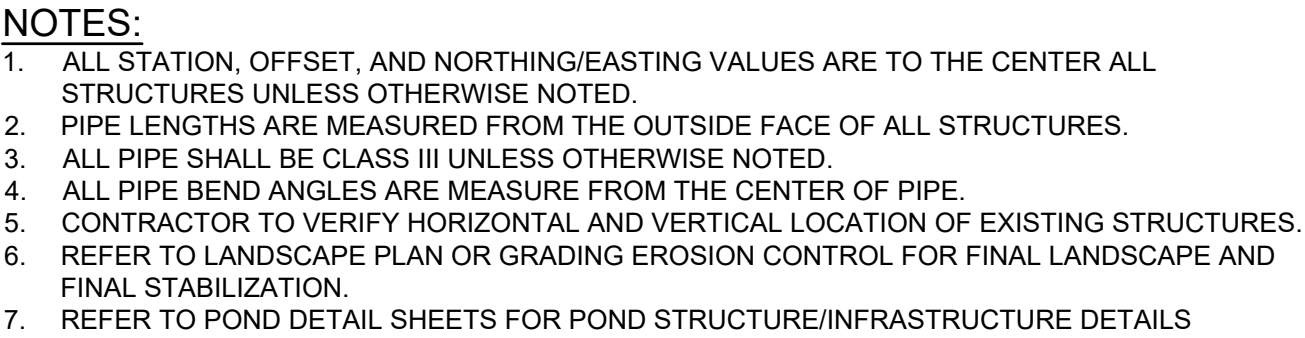 NOTES:
1. ALL STATION, OFFSET, AND NORTHING/EASTING VALUES ARE TO THE CENTER ALL
STRUCTURES UNLESS OTHERWISE NOTED.
2. PIPE LENGTHS ARE MEASURED FROM THE OUTSIDE FACE OF ALL STRUCTURES.
3. ALL PIPE SHALL BE CLASS III UNLESS OTHERWISE NOTED.
4. ALL PIPE BEND ANGLES ARE MEASURE FROM THE CENTER OF PIPE.
5. CONTRACTOR TO VERIFY HORIZONTAL AND VERTICAL LOCATION OF EXISTING STRUCTURES.
6. REFER TO LANDSCAPE PLAN OR GRADING EROSION CONTROL FOR FINAL LANDSCAPE AND
FINAL STABILIZATION.
7. REFER TO POND DETAIL SHEETS FOR POND STRUCTURE/INFRASTRUCTURE DETAILS